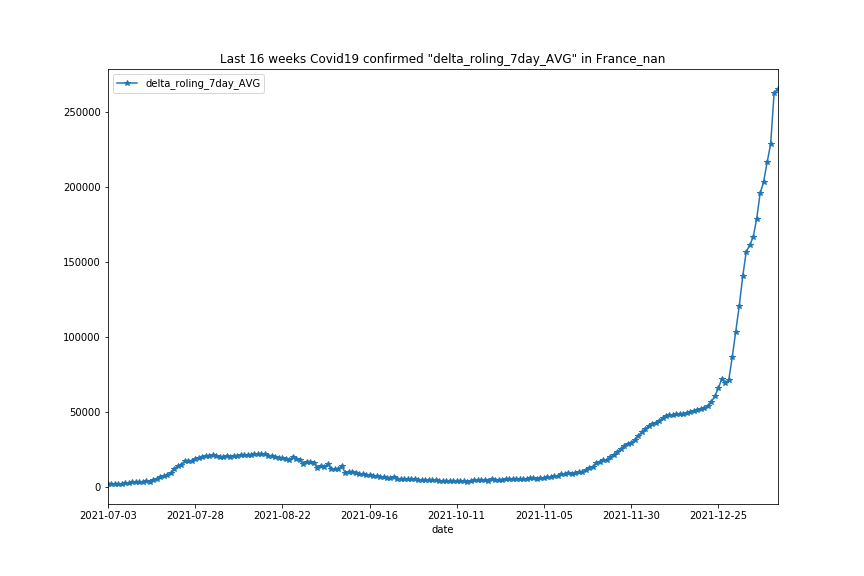 Last 16 weeks Covid19 confirmed "delta_roling_7day_AVG" in France_nan
delta_roling_7day_AVG
250000
200000
150000
100000
50000
0
2021-07-03 2021-07-28 2021-08-22 2021-09-16 2021-10-11 2021-11-05 2021-11-30 2021-12-25
date